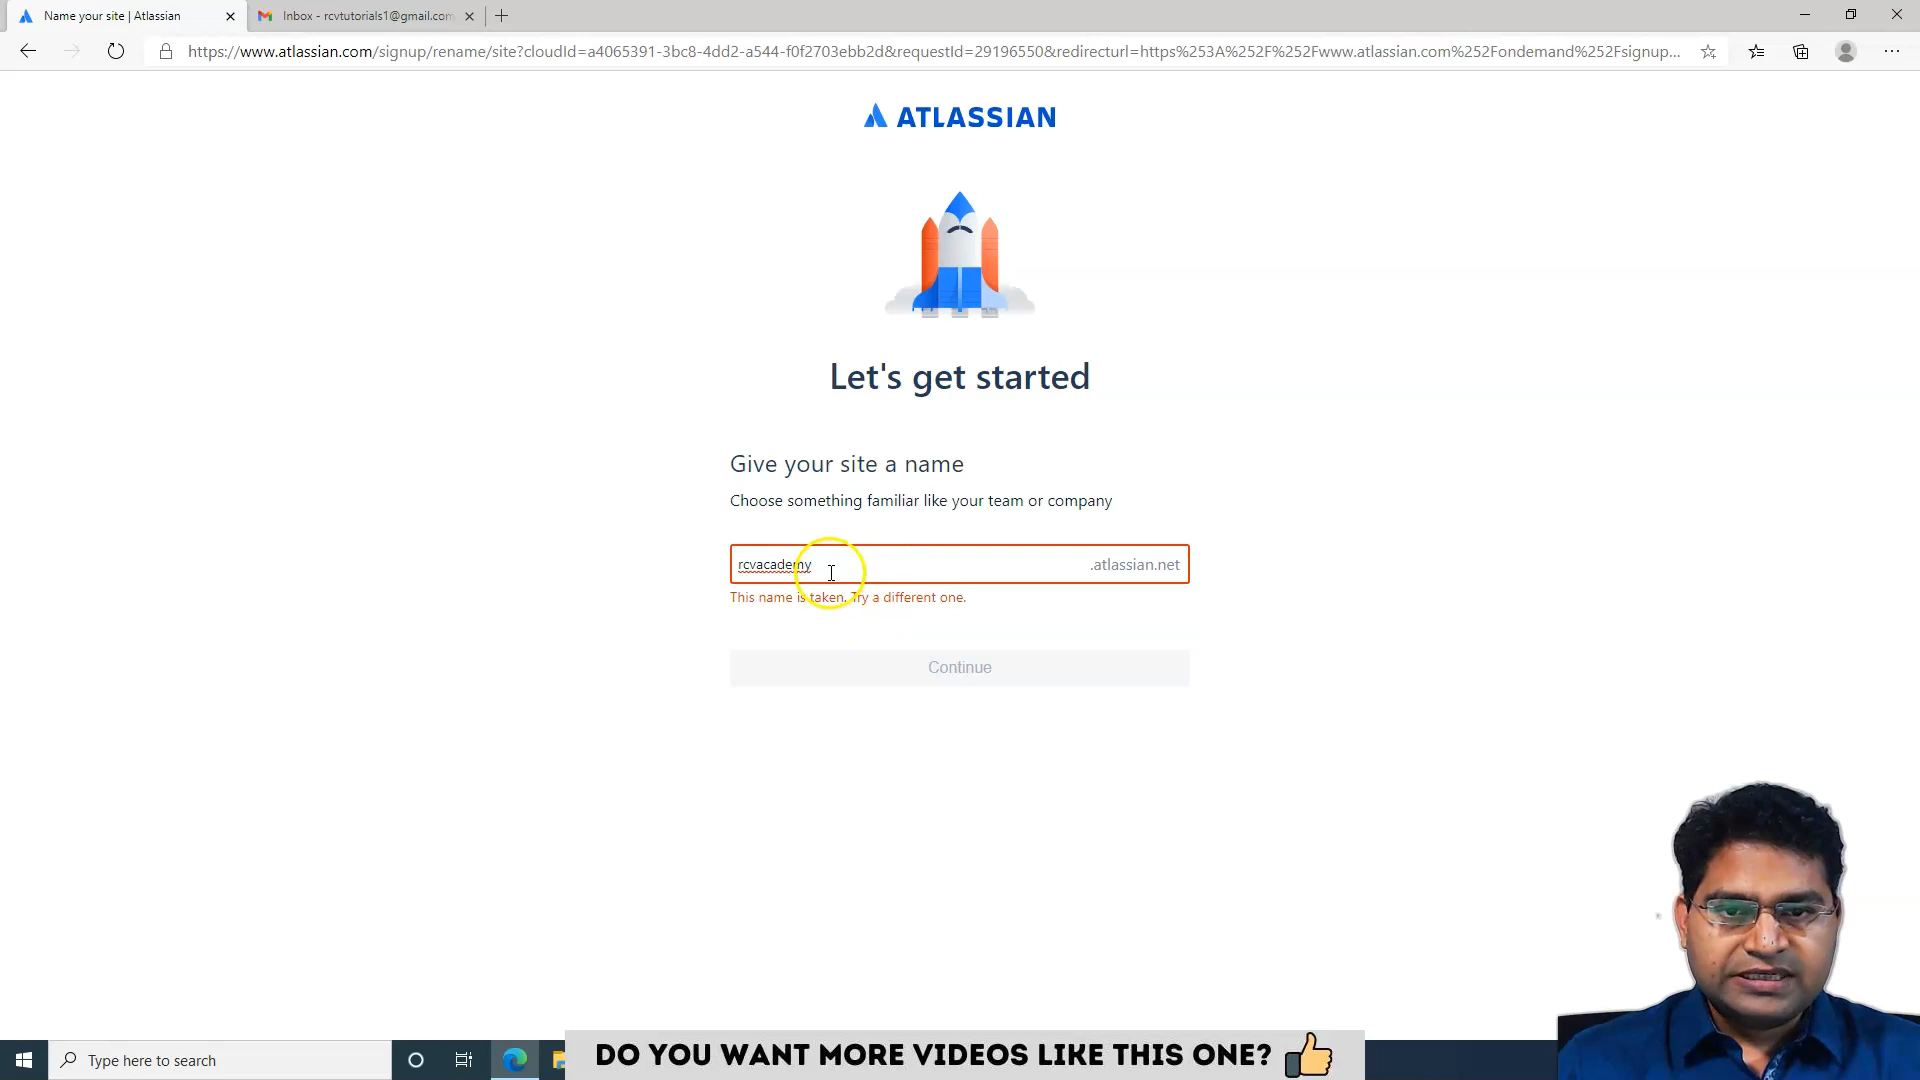 Name your site | Atlassian
Inbox - rcvtutorials1@gmail.com
https://www.atlassian.com/signup/rename/site?cloudId=a4065391-3bc8-4dd2-a544-f0f2703ebb2d&requestId=29196550&redirecturl=https%253A%252F%252Fwww.atlassian.com%252Fondemand%252Fsignup...
ATLASSIAN
Let's get started
Give your site a name
Choose something familiar like your team or company
rcvacademy
.atlassian.net
This name is taken. Try a different one.
Continue
Type here to search
DO YOU WANT MORE VIDEOS LIKE THIS ONE?